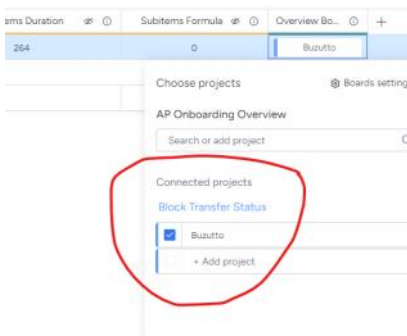 ems Duration
Subitems Formula
Overview Bo...
+
264
0
Buzutto
Choose projects
Boards setting
AP Onboarding Overview
Search or add project
Connected projects
Block Transfer Status
Buzutto
+ Add project